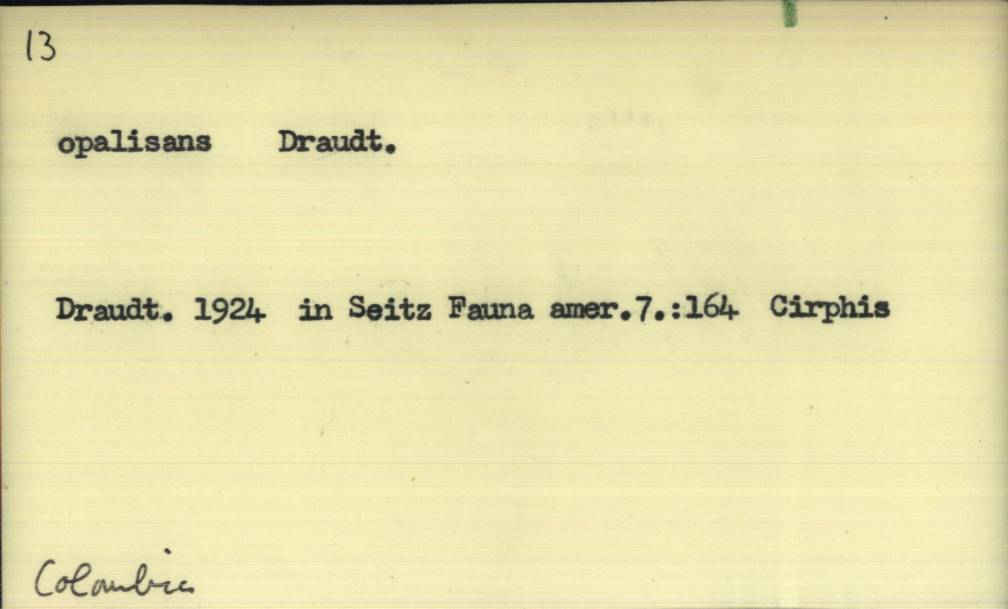 13
opalisans Draudt.
Draudt. 1924 in Seitz Fauna amer.7.:164 Cirphis
Colombia